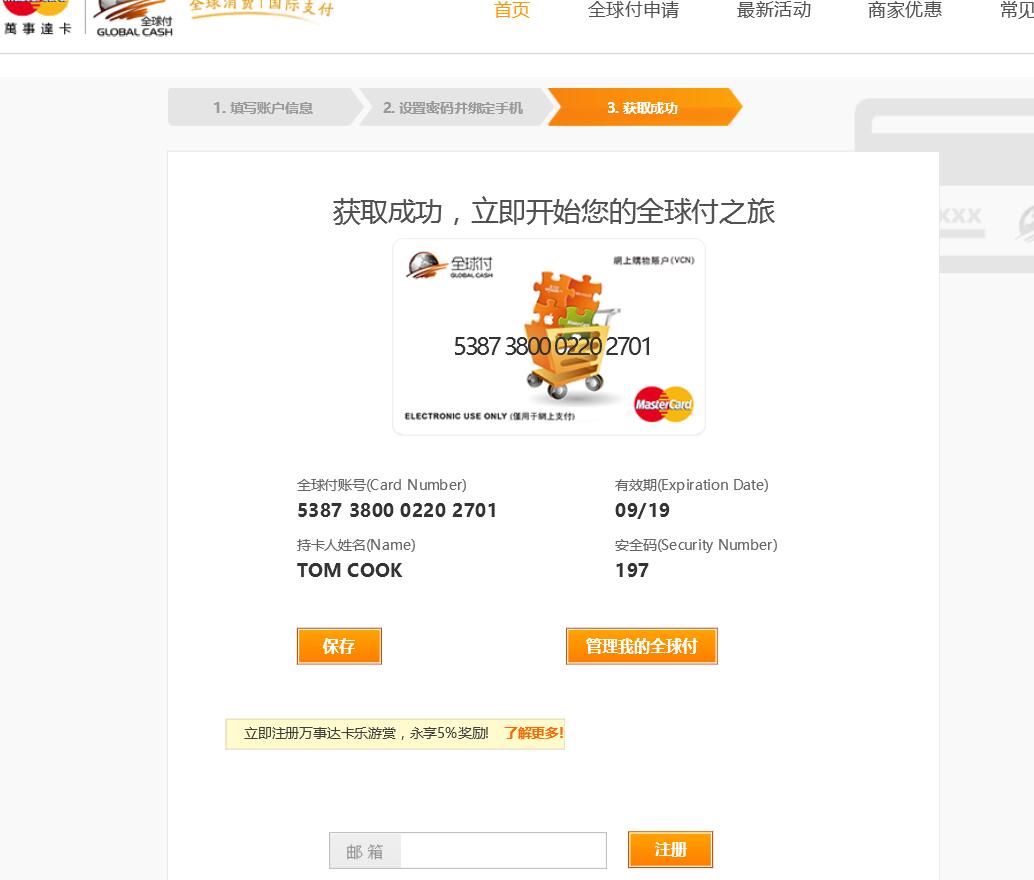 萬事達卡
全球付
GLOBAL CASH
全球消费|国际支付
首页 全球付申请 最新活动 商家优惠 常见
1. 填写账户信息 2. 设置密码并绑定手机 3. 获取成功
XXX
获取成功，立即开始您的全球付之旅
全球付
GLOBAL CASH
網上購物賬户(VCN)
5387 3800 0220 2701
MasterCard
ELECTRONIC USE ONLY (僅用于網上支付)
全球付账号(Card Number) 有效期(Expiration Date)
5387 3800 0220 2701 09/19
持卡人姓名(Name) 安全码(Security Number)
TOM COOK 197
保存 管理我的全球付
立即注册万事达卡乐游赏，永享5%奖励! 了解更多!
邮 箱 注册